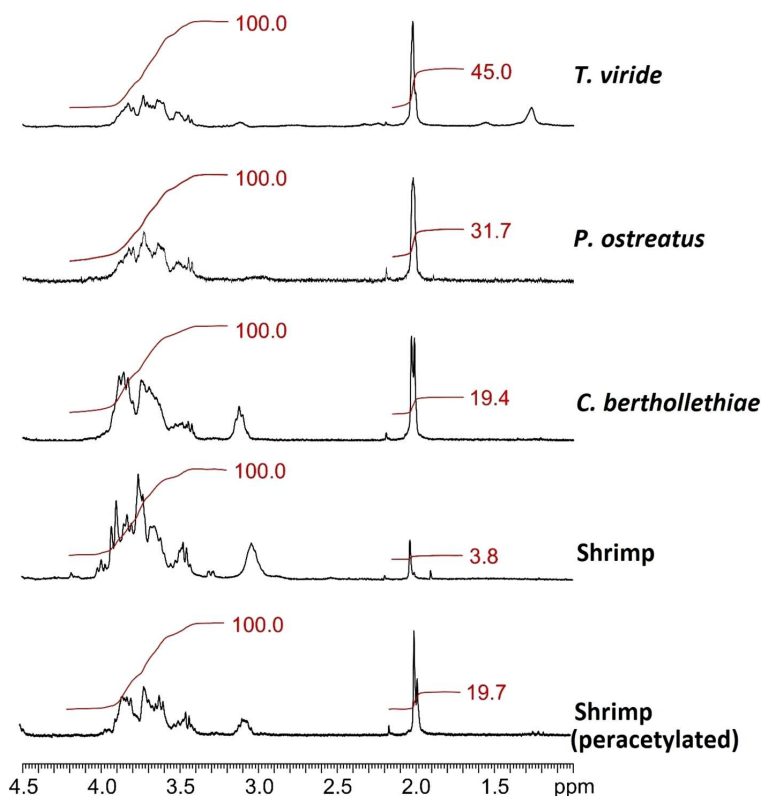 100.0
45.0
T. viride
100.0
31.7
P. ostreatus
100.0
19.4
C. berthollethiae
100.0
3.8
Shrimp
100.0
19.7
Shrimp
(peracetylated)
4.5 4.0 3.5 3.0 2.5 2.0 1.5 ppm